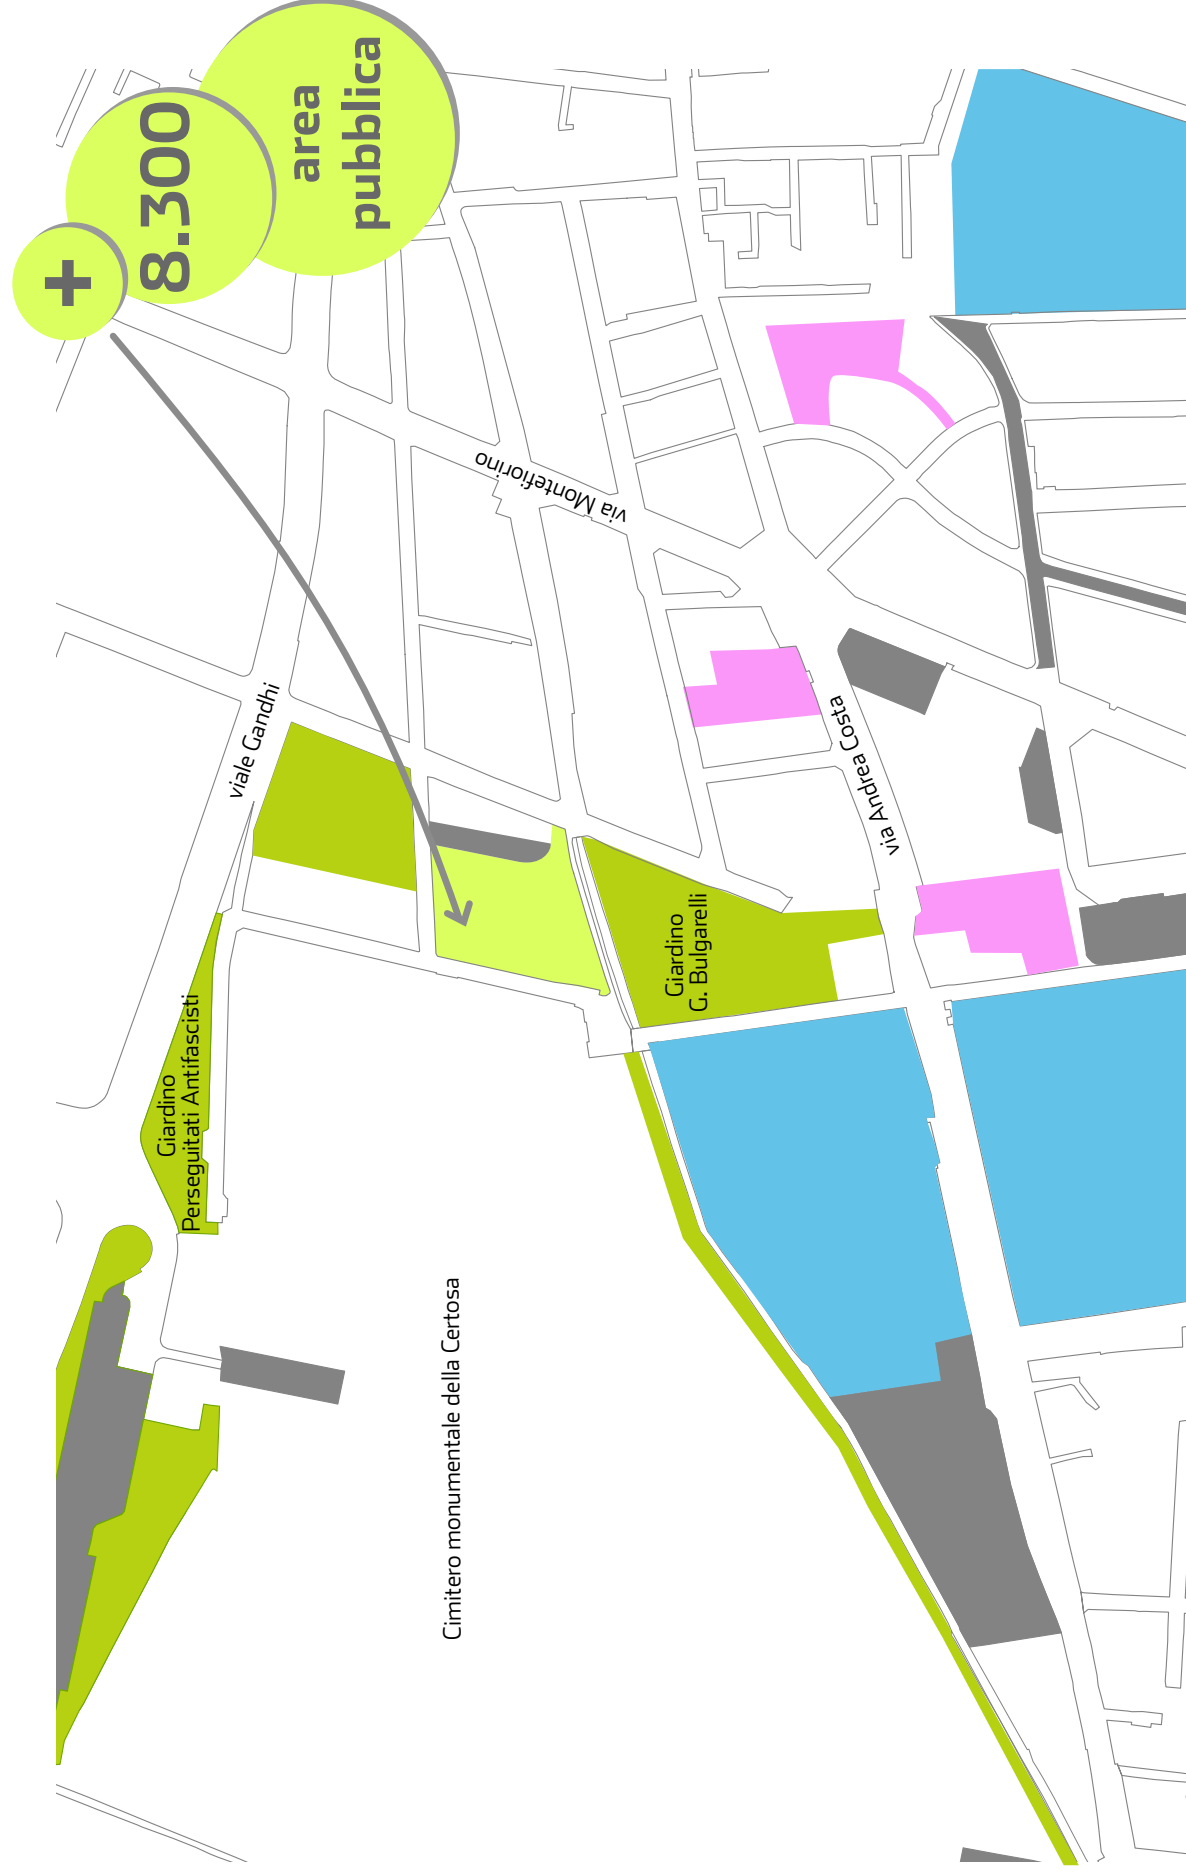 +
8.300
area
pubblica
via Montefiorino
viale Gandhi
via Andrea Costa
Giardino
G. Bulgarelli
Giardino
Perseguitati Antifascisti
Cimitero monumentale della Certosa